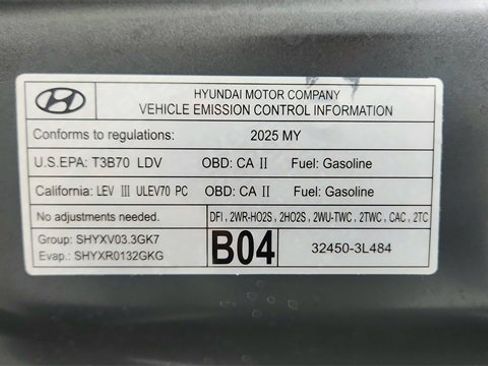 HYUNDAI MOTOR COMPANY
VEHICLE EMISSION CONTROL INFORMATION
Conforms to regulations: 2025 MY
U.S.EPA: T3B70 LDV OBD: CA II Fuel: Gasoline
California: LEV III ULEV70 PC OBD: CA II Fuel: Gasoline
No adjustments needed. DFI, 2WR-HO2S, 2HO2S, 2WU-TWC, 2TWC, CAC, 2TC
Group: SHYXV03.3GK7
Evap.: SHYXR0132GKG
B04
32450-3L484